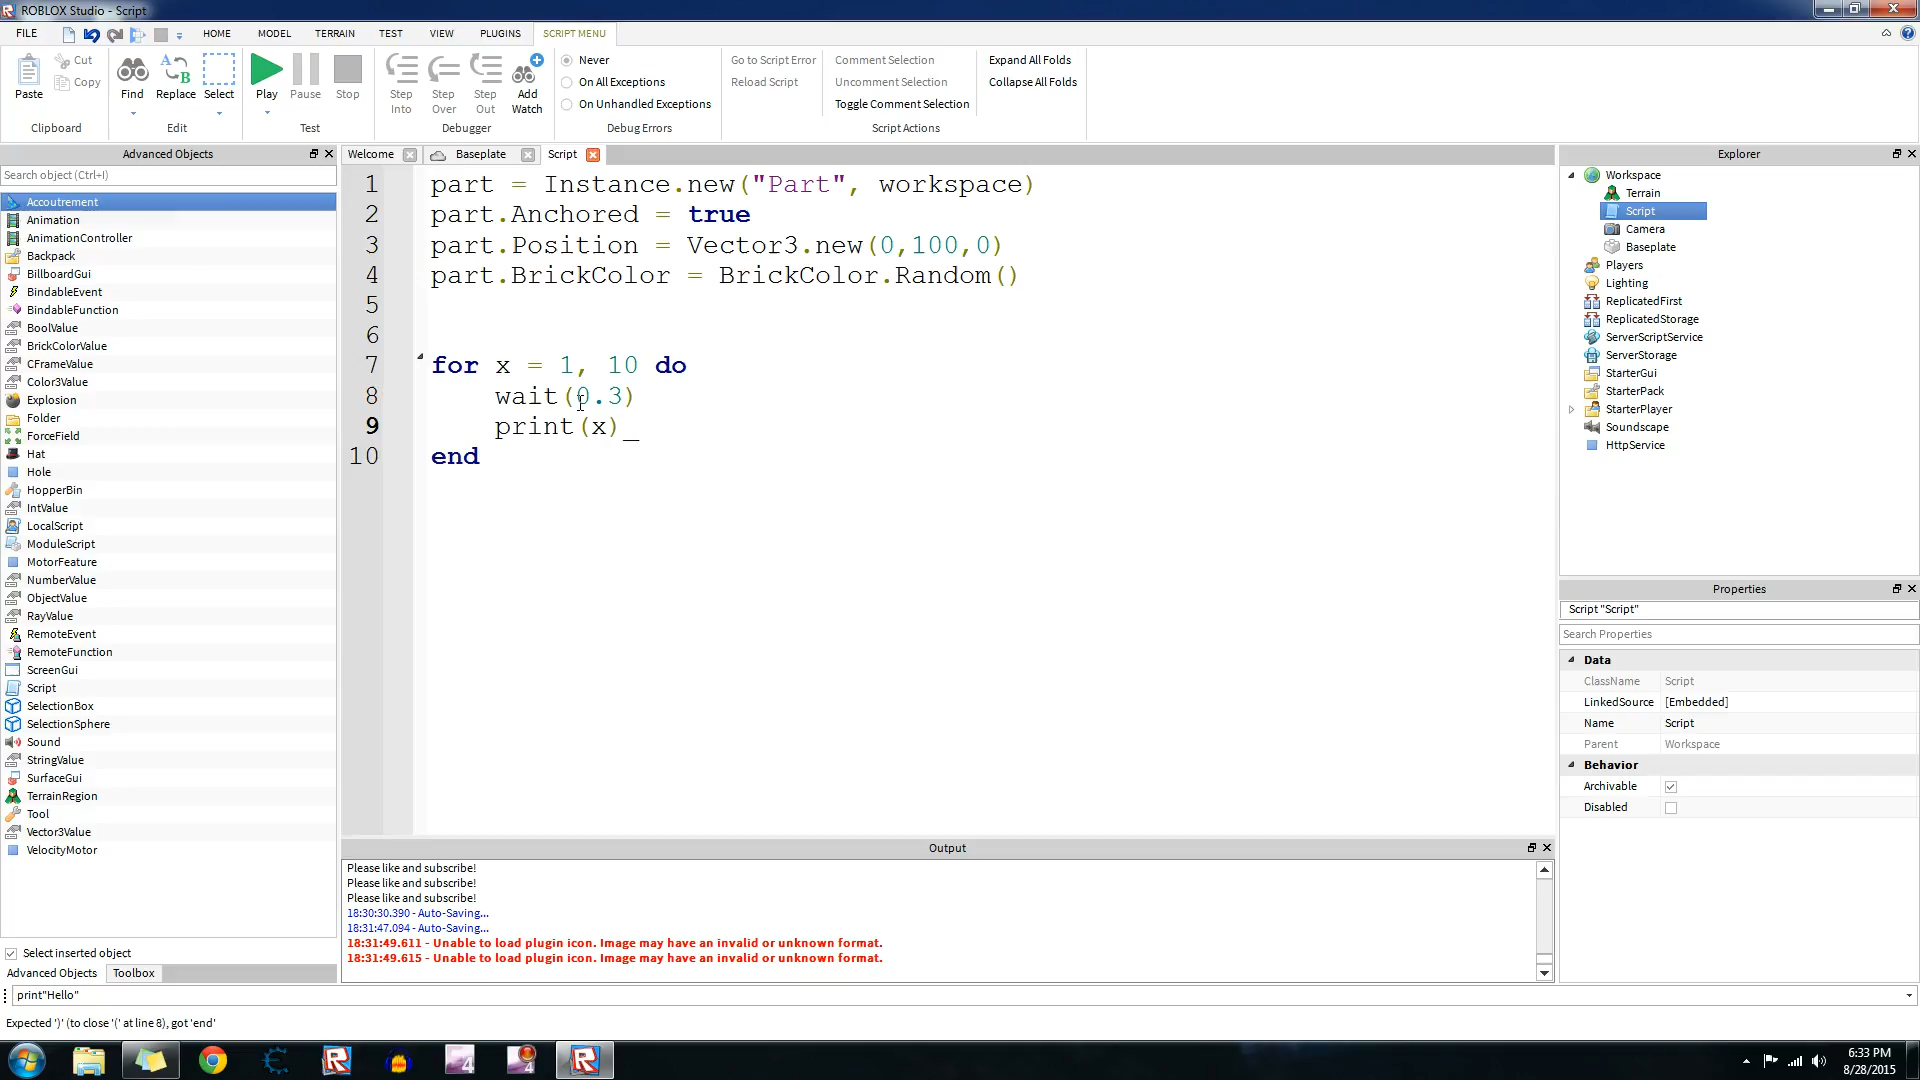 ROBLOX Studio - Script
FILE
HOME
MODEL
TERRAIN
TEST
VIEW
PLUGINS
SCRIPT MENU
Paste
Cut
Copy
Clipboard
Find
Replace
Select
Edit
Play
Pause
Stop
Test
Step Into
Step Over
Step Out
Add Watch
Debugger
Never
On All Exceptions
On Unhandled Exceptions
Debug Errors
Go to Script Error
Reload Script
Comment Selection
Uncomment Selection
Toggle Comment Selection
Expand All Folds
Collapse All Folds
Script Actions
Advanced Objects
Search object (Ctrl+I)
Accoutrement
Animation
AnimationController
Backpack
BillboardGui
BindableEvent
BindableFunction
BoolValue
BrickColorValue
CFrameValue
Color3Value
Explosion
Folder
ForceField
Hat
Hole
HopperBin
IntValue
LocalScript
ModuleScript
MotorFeature
NumberValue
ObjectValue
RayValue
RemoteEvent
RemoteFunction
ScreenGui
Script
SelectionBox
SelectionSphere
Sound
StringValue
SurfaceGui
TerrainRegion
Tool
Vector3Value
VelocityMotor
Select inserted object
Advanced Objects
Toolbox
Welcome
Baseplate
Script
1 part = Instance.new("Part", workspace)
2 part.Anchored = true
3 part.Position = Vector3.new(0,100,0)
4 part.BrickColor = BrickColor.Random()
5
6
7 for x = 1, 10 do
8 wait(0.3)
9 print(x)_
10 end
Output
Please like and subscribe!
Please like and subscribe!
Please like and subscribe!
18:30:30.390 - Auto-Saving...
18:31:47.094 - Auto-Saving...
18:31:49.611 - Unable to load plugin icon. Image may have an invalid or unknown format.
18:31:49.615 - Unable to load plugin icon. Image may have an invalid or unknown format.
Explorer
Workspace
Terrain
Script
Camera
Baseplate
Players
Lighting
ReplicatedFirst
ReplicatedStorage
ServerScriptService
ServerStorage
StarterGui
StarterPack
StarterPlayer
Soundscape
HttpService
Properties
Script "Script"
Search Properties
Data
ClassName Script
LinkedSource [Embedded]
Name Script
Parent Workspace
Behavior
Archivable
Disabled
print"Hello"
Expected ')' (to close '(' at line 8), got 'end'
6:33 PM
8/28/2015